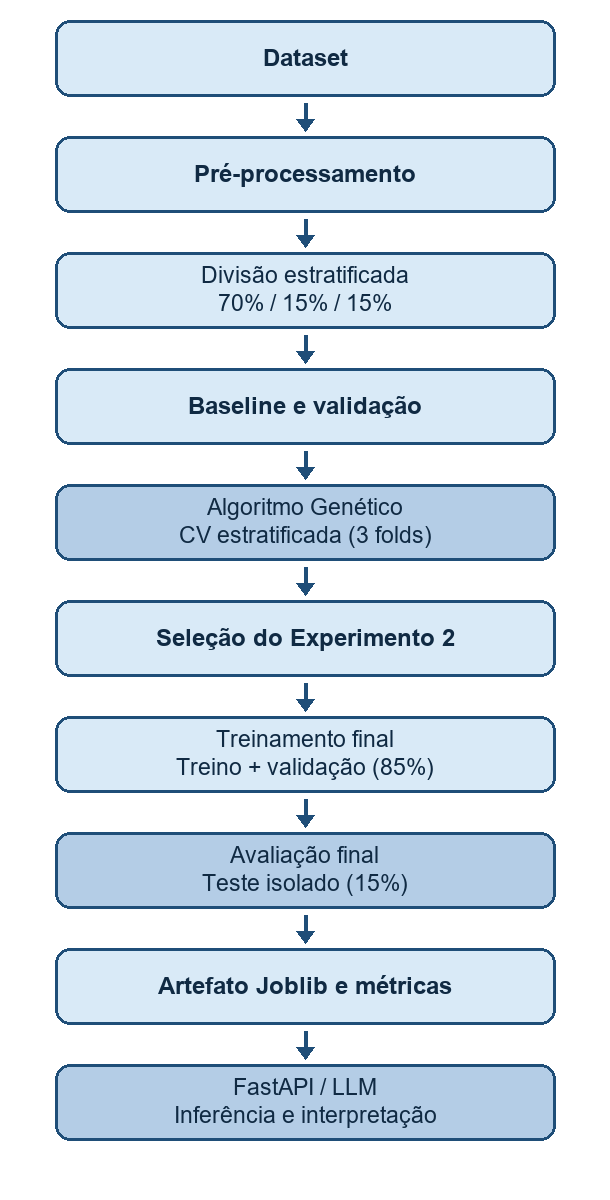 Dataset
Pré-processamento
Divisão estratificada
70% / 15% / 15%
Baseline e validação
Algoritmo Genético
CV estratificada (3 folds)
Seleção do Experimento 2
Treinamento final
Treino + validação (85%)
Avaliação final
Teste isolado (15%)
Artefato Joblib e métricas
FastAPI / LLM
Inferência e interpretação